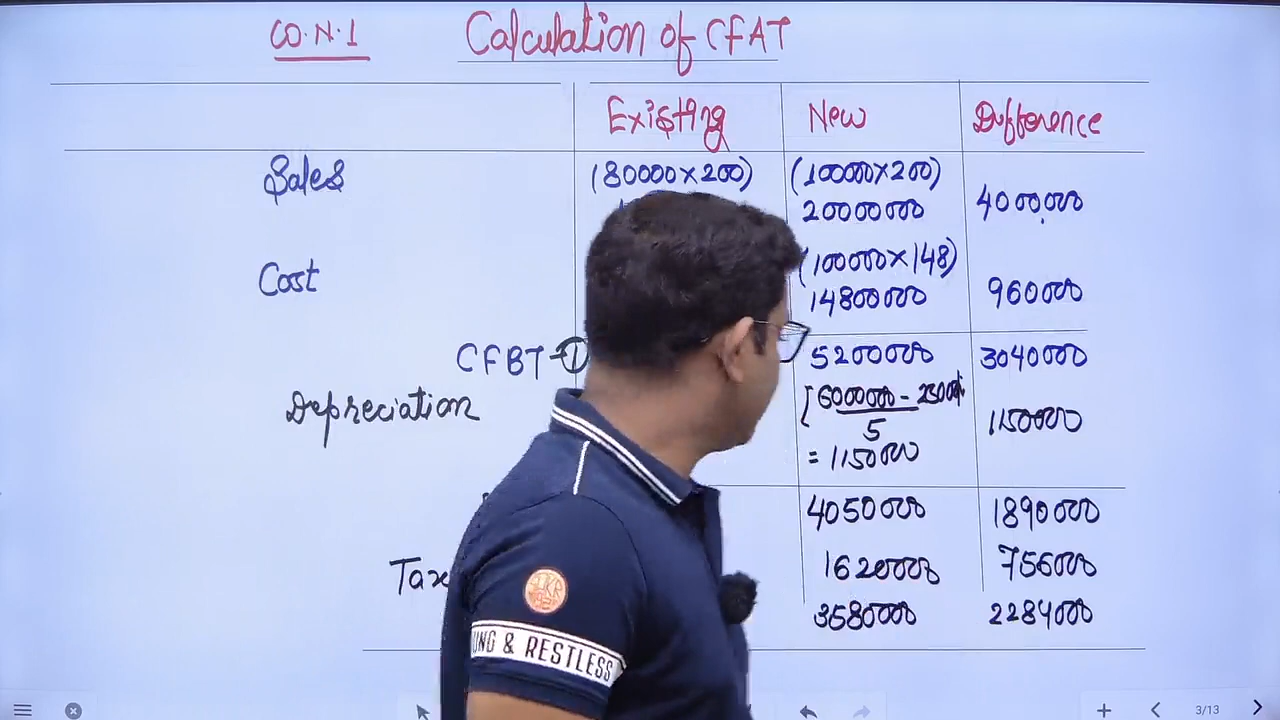 CO.N.1 Calculation of CFAT
Existing New Difference
Sales (80000×200) (100000×200)
20000000 4000000
(100000×148)
Cost 14800000 960000
CFBT-① 5200000 3040000
Depreciation [6000000 -
5 1150000
= 1150000
4050000 1890000
Tax 1620000 756000
3580000 2284000
UNG & RESTLESS
3/13